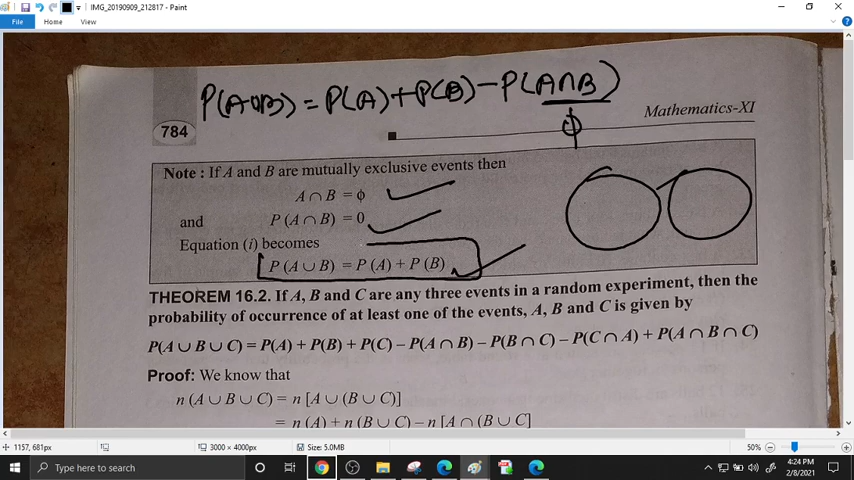 IMG_20190909_212817 - Paint
File Home View
P(A∪B) = P(A)+P(B)-P(A∩B)
ϕ
Mathematics-XI
784
Note : If A and B are mutually exclusive events then
A ∩ B = ϕ
and P (A ∩ B) = 0
Equation (i) becomes
P (A ∪ B) = P (A) + P (B)
THEOREM 16.2. If A, B and C are any three events in a random experiment, then the
probability of occurrence of at least one of the events, A, B and C is given by
P(A ∪ B ∪ C) = P(A) + P(B) + P(C) – P(A ∩ B) – P(B ∩ C) – P(C ∩ A) + P(A ∩ B ∩ C)
Proof: We know that
n (A ∪ B ∪ C) = n [A ∪ (B ∪ C)]
= n (A) + n (B ∪ C) – n [A ∩ (B ∪ C]
1157, 681px 3000 × 4000px Size: 5.0MB 50%
Type here to search
4:24 PM
2/8/2021